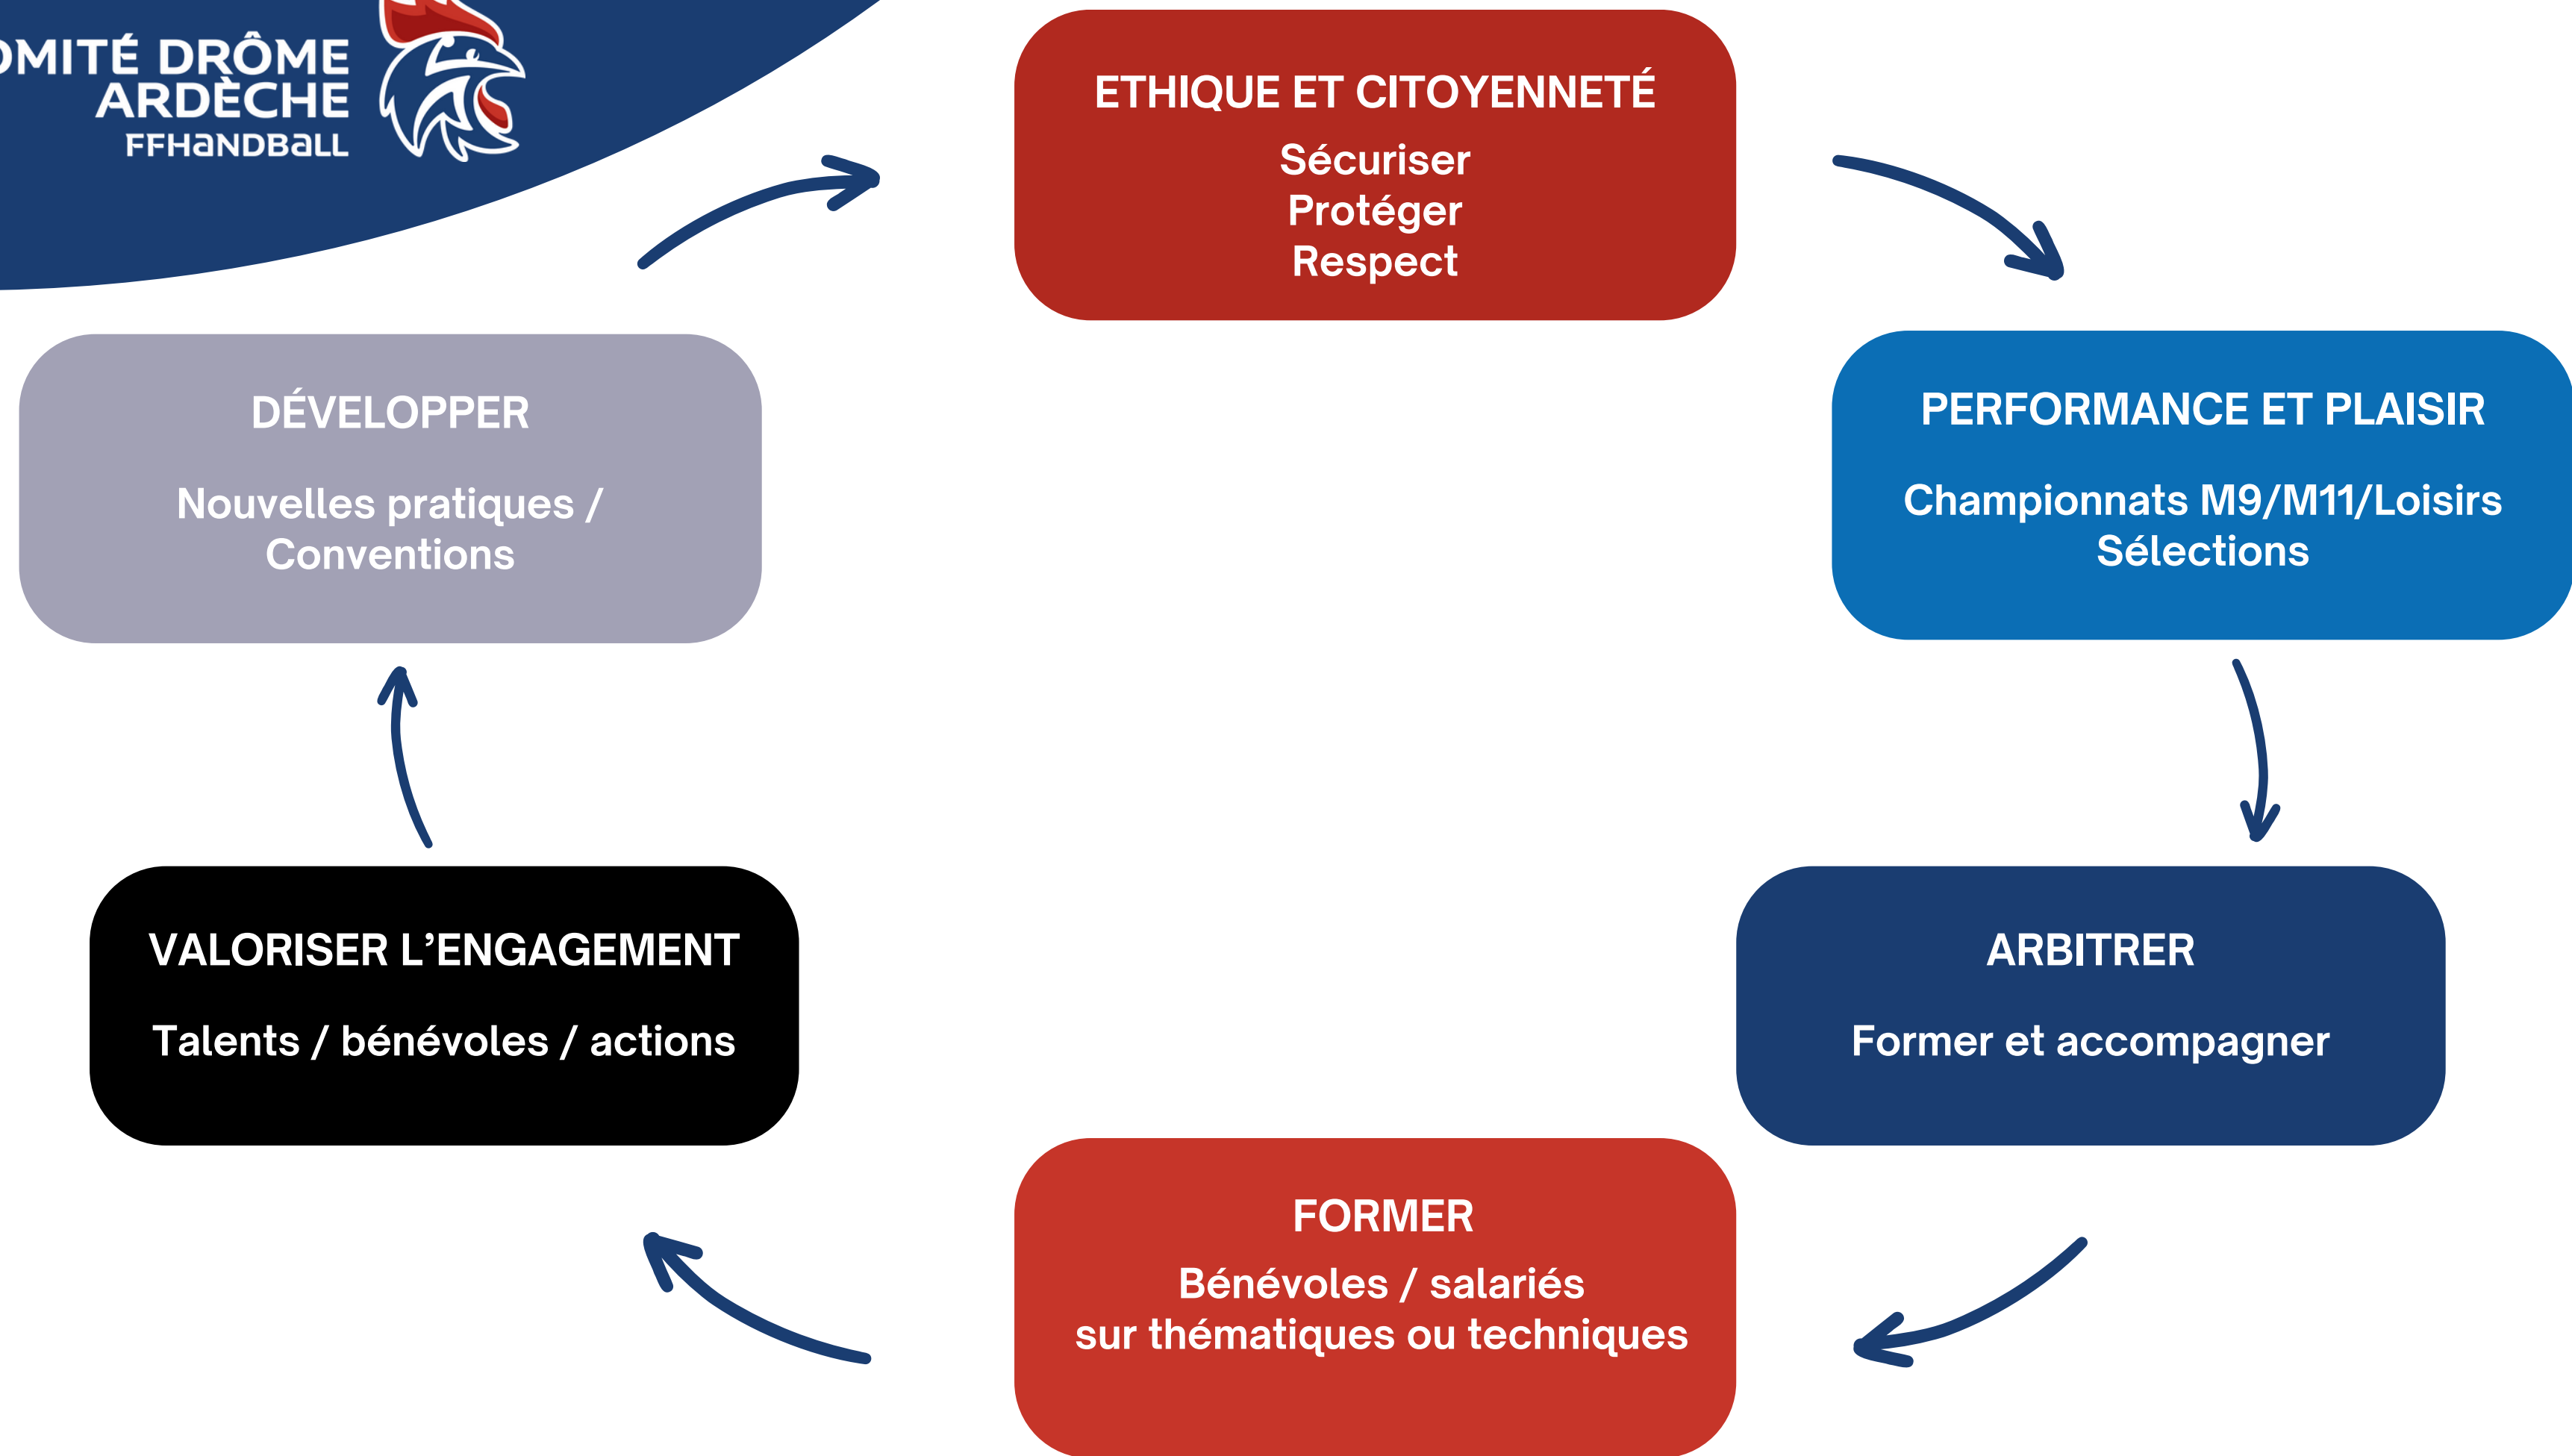 OMITÉ DRÔME
ARDÈCHE
FFHANDBALL
ETHIQUE ET CITOYENNETÉ
Sécuriser
Protéger
Respect
PERFORMANCE ET PLAISIR
Championnats M9/M11/Loisirs
Sélections
ARBITRER
Former et accompagner
FORMER
Bénévoles / salariés
sur thématiques ou techniques
VALORISER L’ENGAGEMENT
Talents / bénévoles / actions
DÉVELOPPER
Nouvelles pratiques /
Conventions